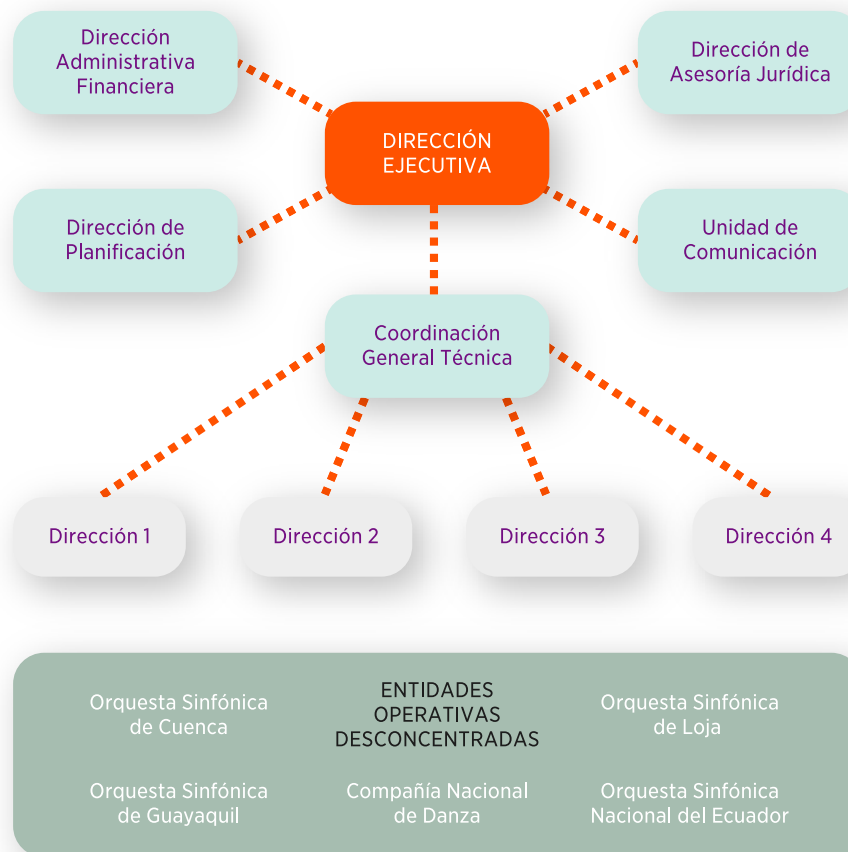 Dirección
Administrativa
Financiera
Dirección de
Asesoría Jurídica
DIRECCIÓN
EJECUTIVA
Dirección de
Planificación
Unidad de
Comunicación
Coordinación
General Técnica
Dirección 1
Dirección 2
Dirección 3
Dirección 4
ENTIDADES
OPERATIVAS
DESCONCENTRADAS
Orquesta Sinfónica
de Cuenca
Orquesta Sinfónica
de Loja
Orquesta Sinfónica
de Guayaquil
Compañía Nacional
de Danza
Orquesta Sinfónica
Nacional del Ecuador